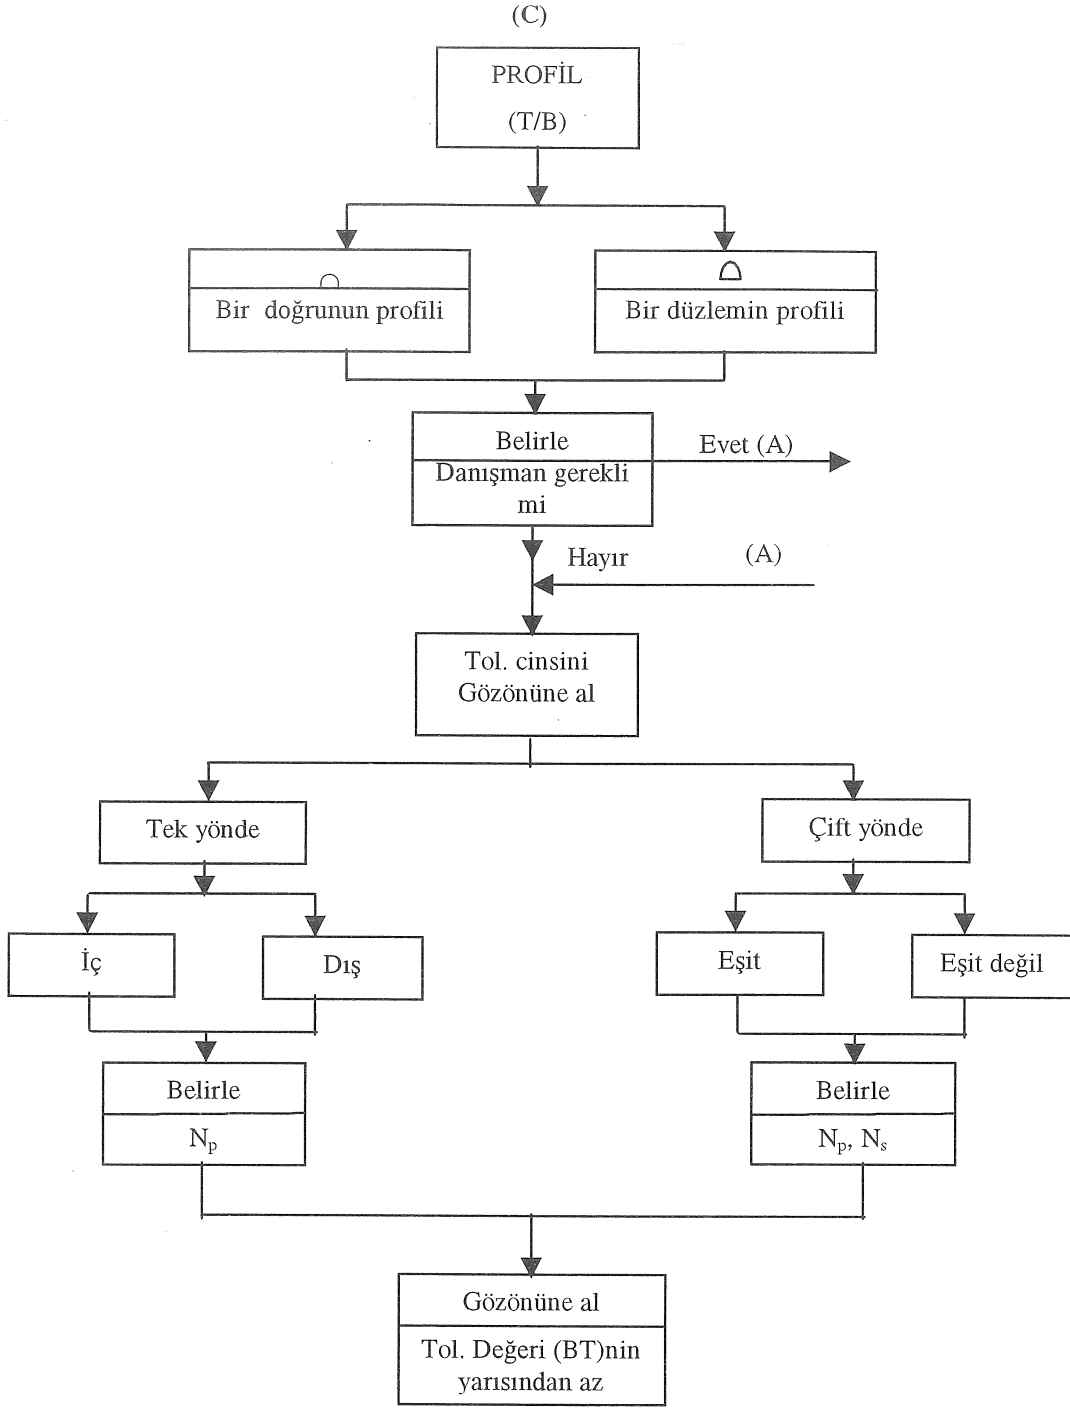 (C)
PROFİL
(T/B)
Bir doğrunun profili
Bir düzlemin profili
Belirle
Danışman gerekli
mi
Evet (A)
Hayır
(A)
Tol. cinsini
Gözönüne al
Tek yönde
Çift yönde
İç
Dış
Eşit
Eşit değil
Belirle
Np
Belirle
Np, Ns
Gözönüne al
Tol. Değeri (BT)nin
yarısından az